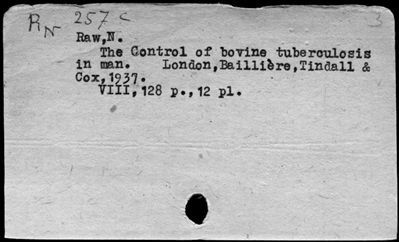 RN 257 c 3
Raw,N.
The Control of bovine tuberculosis
in man. London,Baillière,Tindall &
Cox,1937.
VIII, 128 p., 12 pl.